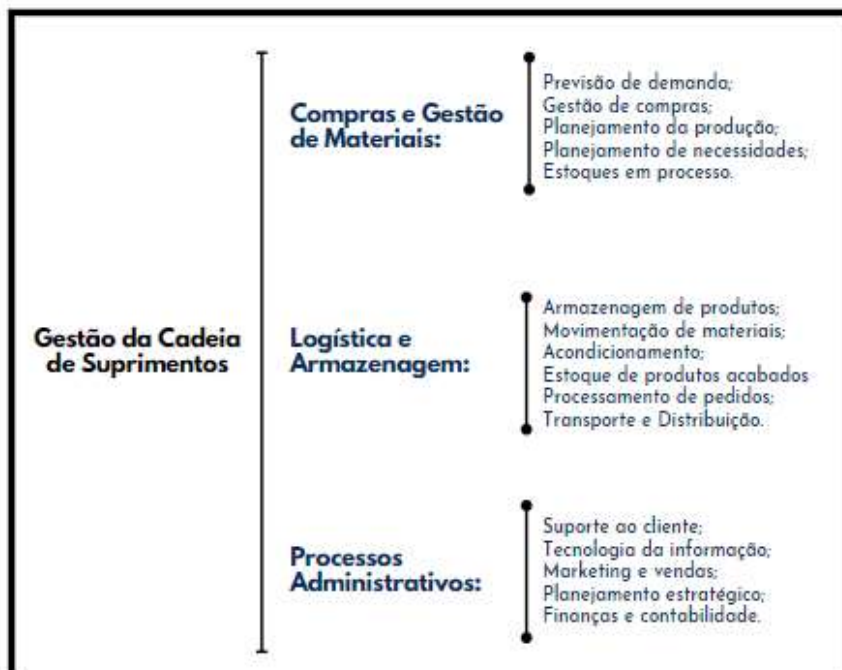 Gestão da Cadeia
de Suprimentos
Compras e Gestão
de Materiais:
Previsão de demanda;
Gestão de compras;
Planejamento da produção;
Planejamento de necessidades;
Estoques em processo.
Logística e
Armazenagem:
Armazenagem de produtos;
Movimentação de materiais;
Acondicionamento;
Estoque de produtos acabados
Processamento de pedidos;
Transporte e Distribuição.
Processos
Administrativos:
Suporte ao cliente;
Tecnologia da informação;
Marketing e vendas;
Planejamento estratégico;
Finanças e contabilidade.